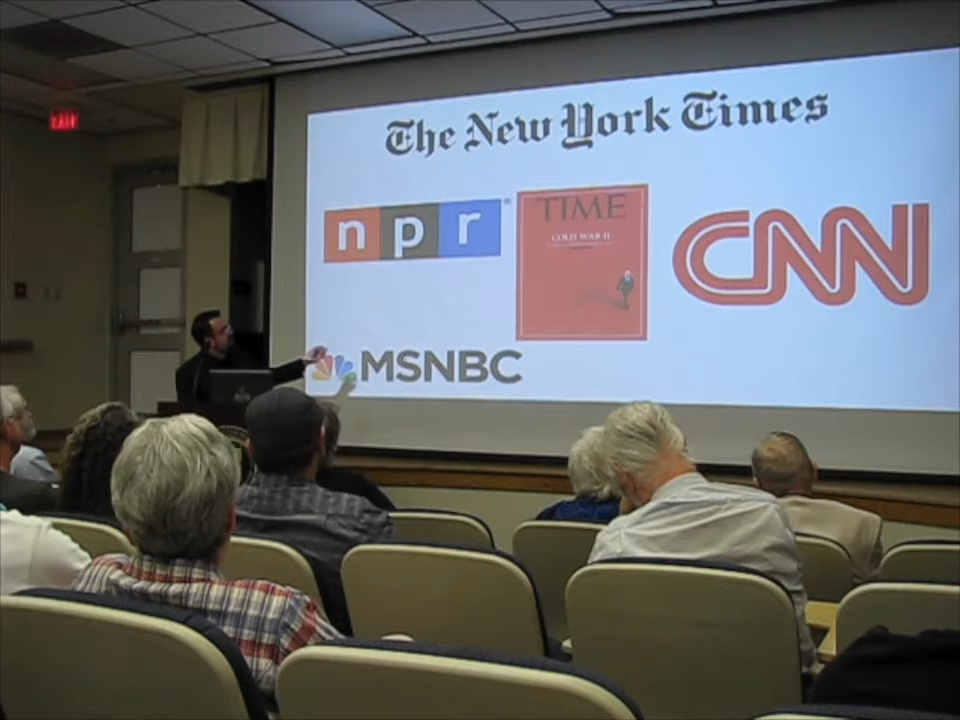 EXIT
The New York Times
npr
TIME
COLD WAR II
CNN
MSNBC